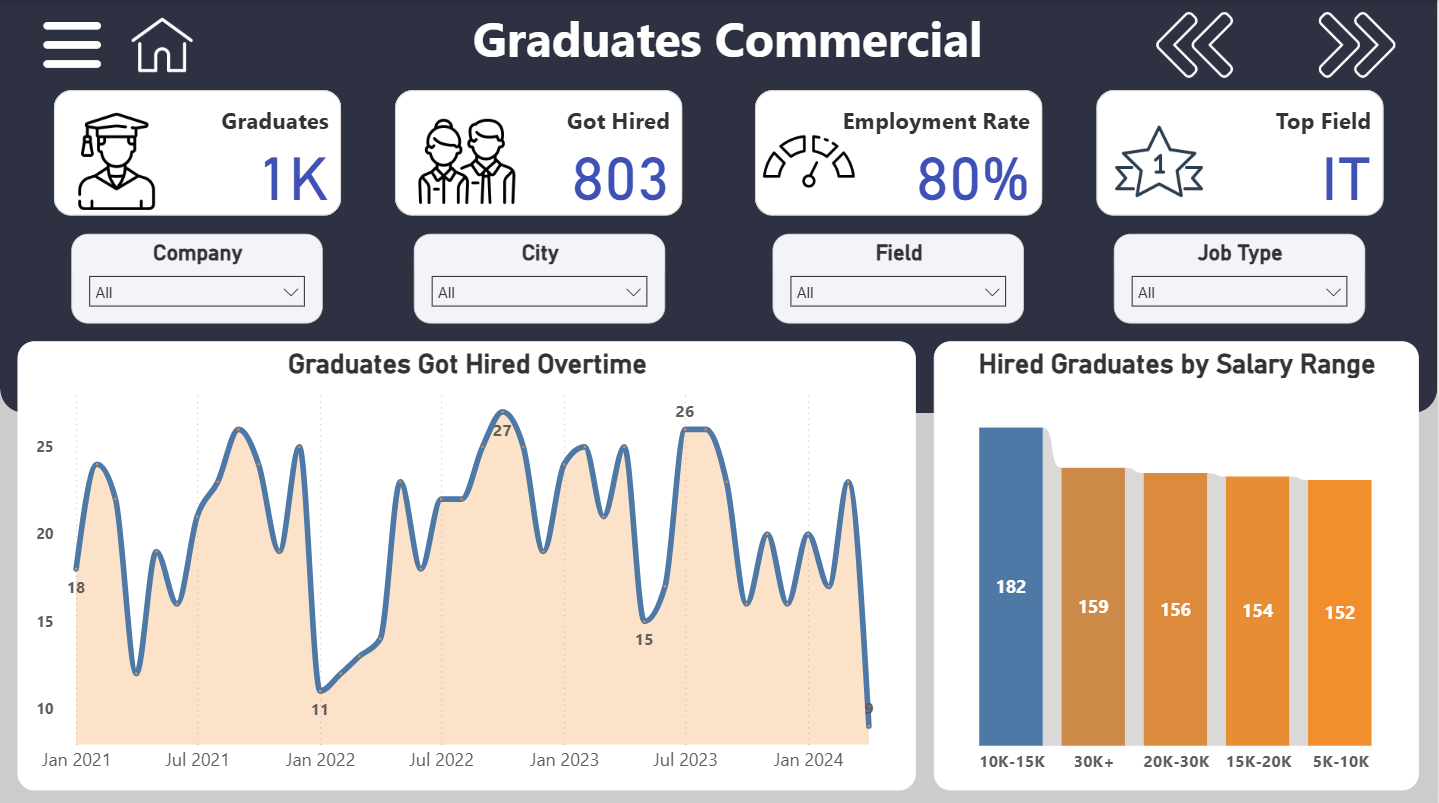 Graduates Commercial
Graduates
1K
Got Hired
803
Employment Rate
80%
Top Field
1
IT
Company
All
City
All
Field
All
Job Type
All
Graduates Got Hired Overtime
25
20
15
10
18
11
27
15
26
9
Jan 2021 Jul 2021 Jan 2022 Jul 2022 Jan 2023 Jul 2023 Jan 2024
Hired Graduates by Salary Range
182 159 156 154 152
10K-15K 30K+ 20K-30K 15K-20K 5K-10K